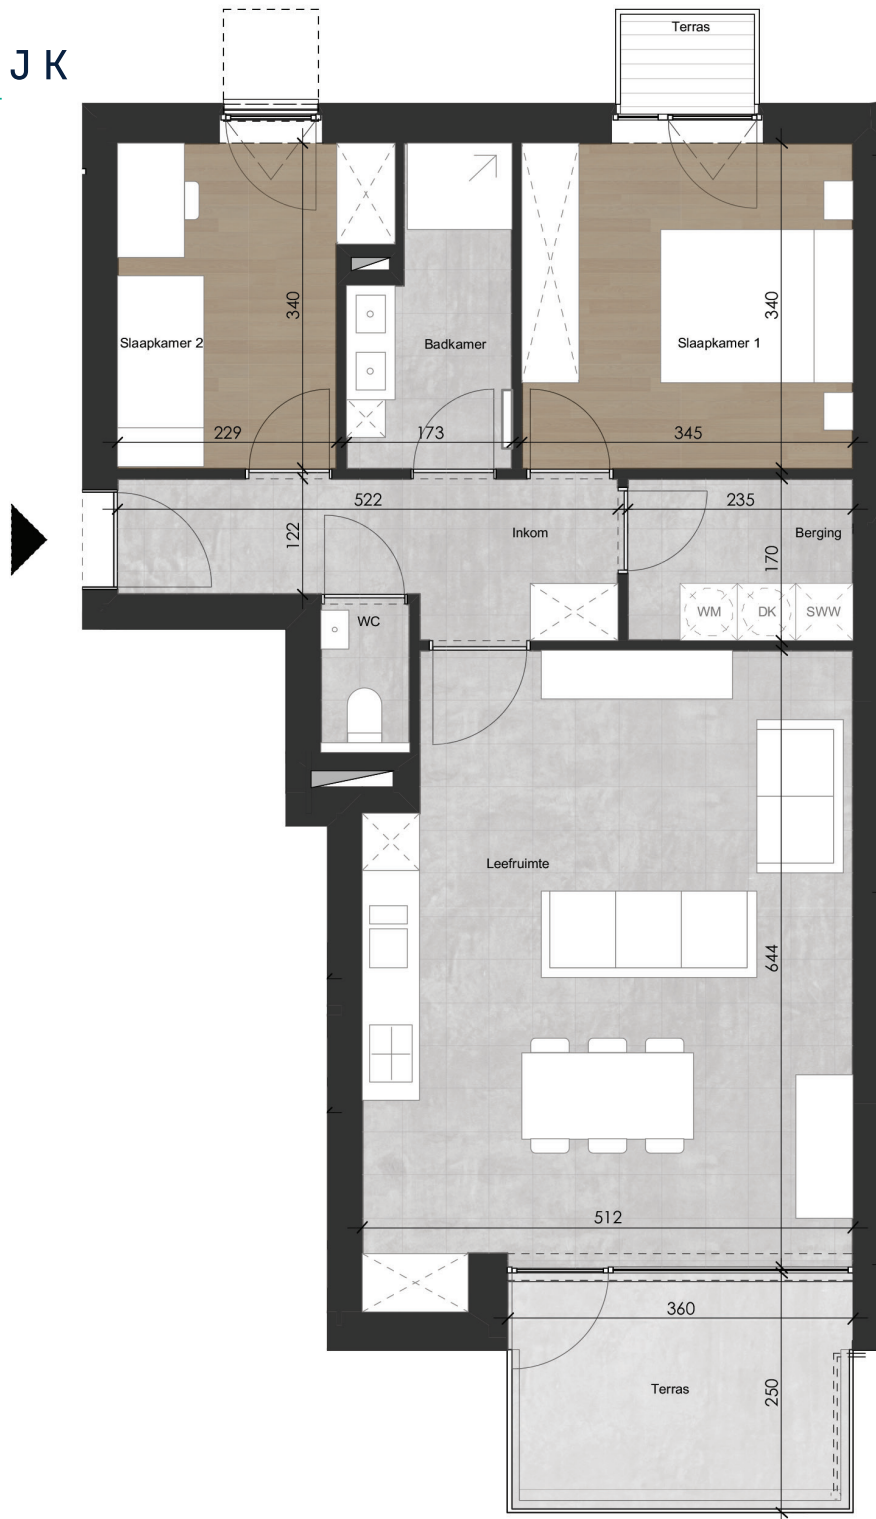 JK
Terras
340
340
Slaapkamer 2
Badkamer
Slaapkamer 1
229
173
345
522
235
122
Inkom
Berging
170
WC
WM
DK
SWW
Leefruimte
644
512
360
250
Terras